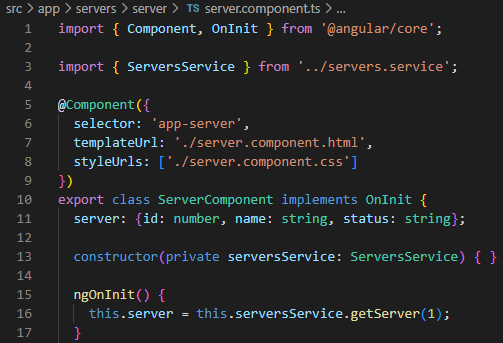 src > app > servers > server > TS server.component.ts > ...
1 import { Component, OnInit } from '@angular/core';
2
3 import { ServersService } from '../servers.service';
4
5 @Component({
6 selector: 'app-server',
7 templateUrl: './server.component.html',
8 styleUrls: ['./server.component.css']
9 })
10 export class ServerComponent implements OnInit {
11 server: {id: number, name: string, status: string};
12
13 constructor(private serversService: ServersService) { }
14
15 ngOnInit() {
16 this.server = this.serversService.getServer(1);
17 }